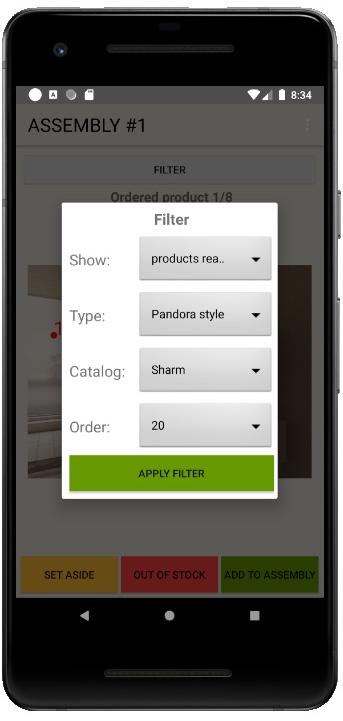 8:34
ASSEMBLY #1
FILTER
Ordered product 1/8
Filter
Show: products rea..
Type: Pandora style
Catalog: Sharm
Order: 20
APPLY FILTER
SET ASIDE OUT OF STOCK ADD TO ASSEMBLY